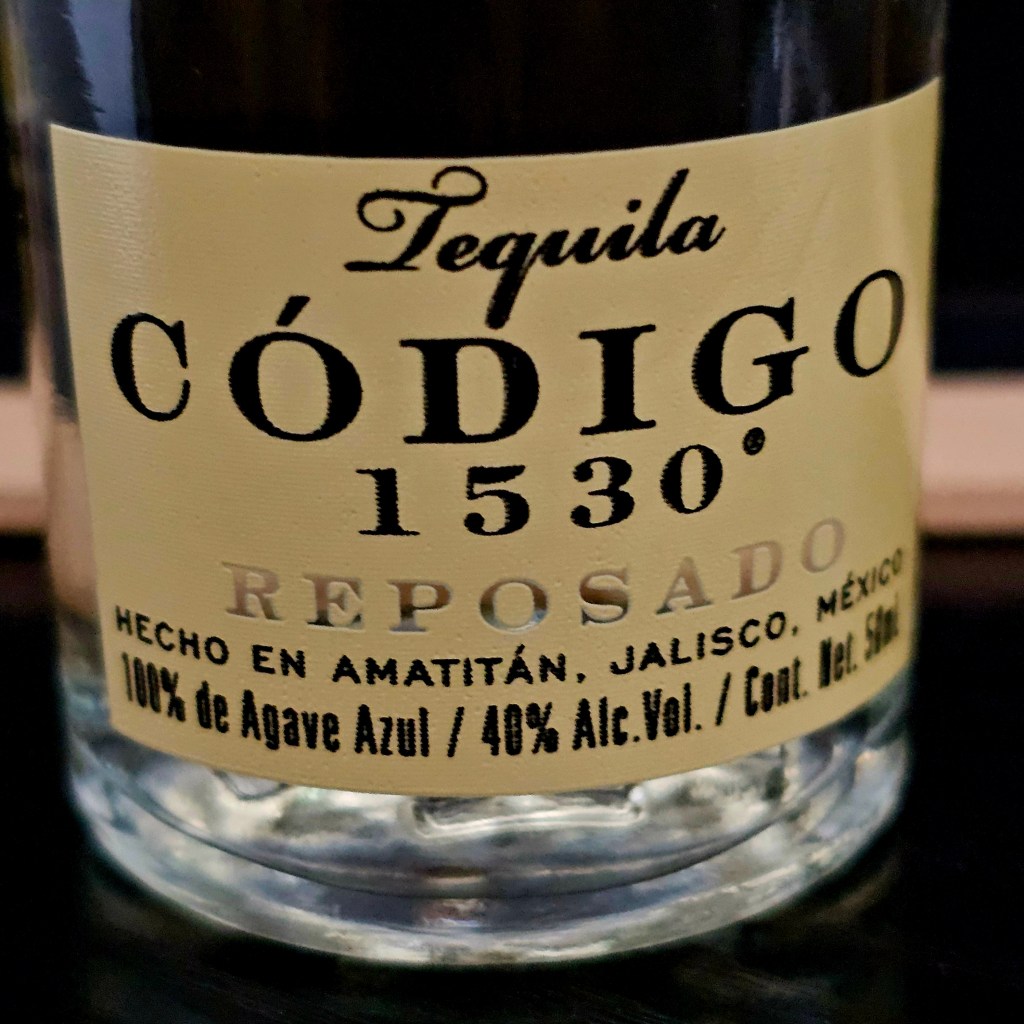 Tequila
CÓDIGO
1530®
REPOSADO
HECHO EN AMATITÁN, JALISCO, MÉXICO
100% de Agave Azul / 40% Alc.Vol. / Cont. Net.